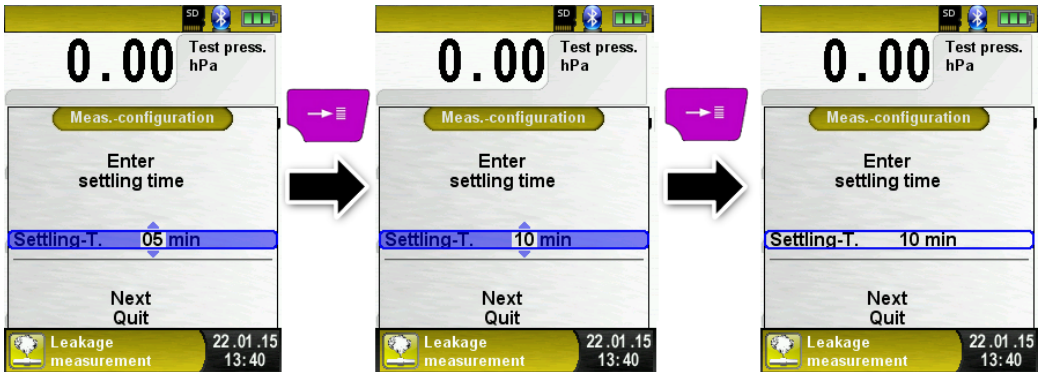 SD
0.00
Test press.
hPa
Meas.-configuration
Enter
settling time
Settling-T. 05 min
Next
Quit
Leakage
measurement
22.01.15
13:40
SD
0.00
Test press.
hPa
Meas.-configuration
Enter
settling time
Settling-T. 10 min
Next
Quit
Leakage
measurement
22.01.15
13:40
SD
0.00
Test press.
hPa
Meas.-configuration
Enter
settling time
Settling-T. 10 min
Next
Quit
Leakage
measurement
22.01.15
13:40